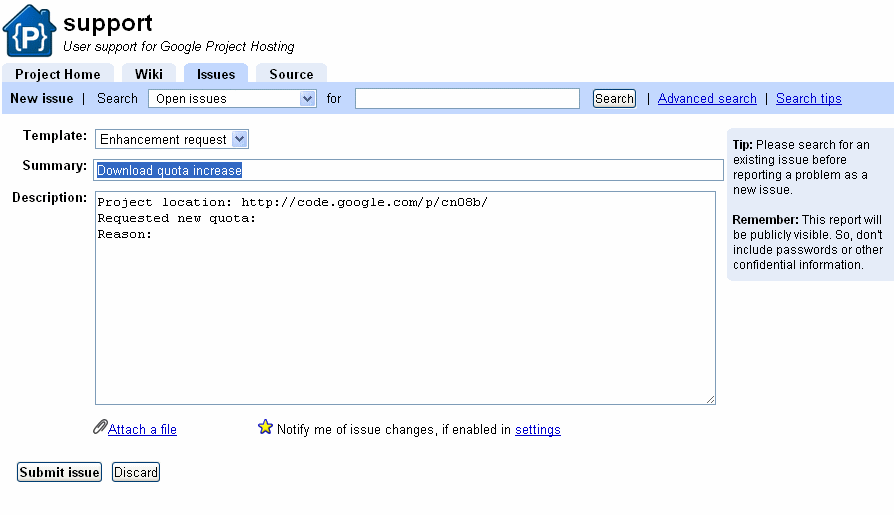 {P}
support
User support for Google Project Hosting
Project Home Wiki Issues Source
New issue | Search Open issues for Search | Advanced search | Search tips
Template: Enhancement request
Summary: Download quota increase
Description: Project location: http://code.google.com/p/cn08b/
Requested new quota:
Reason:
Tip: Please search for an
existing issue before
reporting a problem as a
new issue.
Remember: This report will
be publicly visible. So, don't
include passwords or other
confidential information.
Attach a file Notify me of issue changes, if enabled in settings
Submit issue Discard